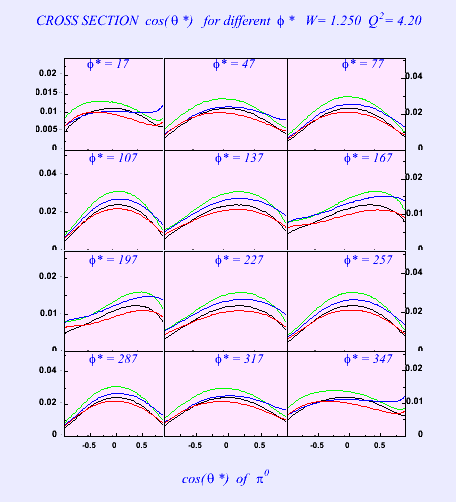 CROSS SECTION cos(θ *) for different ϕ * W= 1.250 Q² = 4.20
ϕ* = 17 ϕ* = 47 ϕ* = 77
0.02 0.04
0.015
0.01 0.02
0.005
0 0
ϕ* = 107 ϕ* = 137 ϕ* = 167
0.04
0.02 0.01
0 0
ϕ* = 197 ϕ* = 227 ϕ* = 257
0.04
0.02
0.01 0.02
0 0
ϕ* = 287 ϕ* = 317 ϕ* = 347
0.04 0.02
0.02 0.01
0 0
-0.5 0 0.5 -0.5 0 0.5 -0.5 0 0.5
cos(θ *) of π⁰